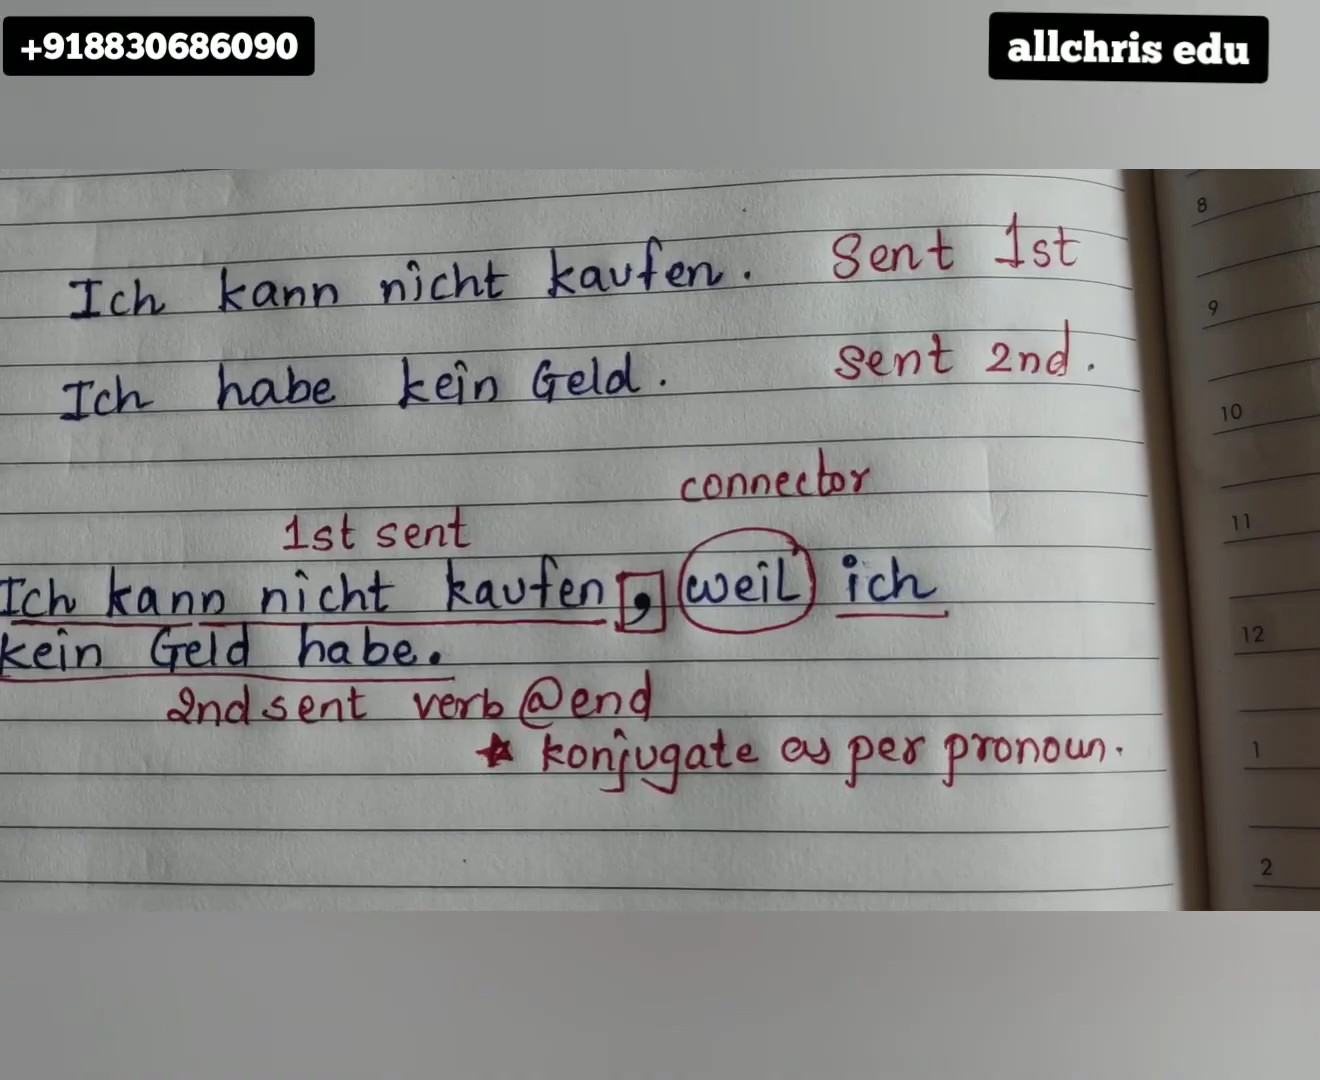 +918830686090
allchris edu
Ich kann nicht kaufen. Sent 1st
Ich habe kein Geld. sent 2nd.
connector
1st sent
Ich kann nicht kaufen, weil ich
kein Geld habe.
2nd sent verb @end
* konjugate as per pronoun.
8
9
10
11
12
1
2